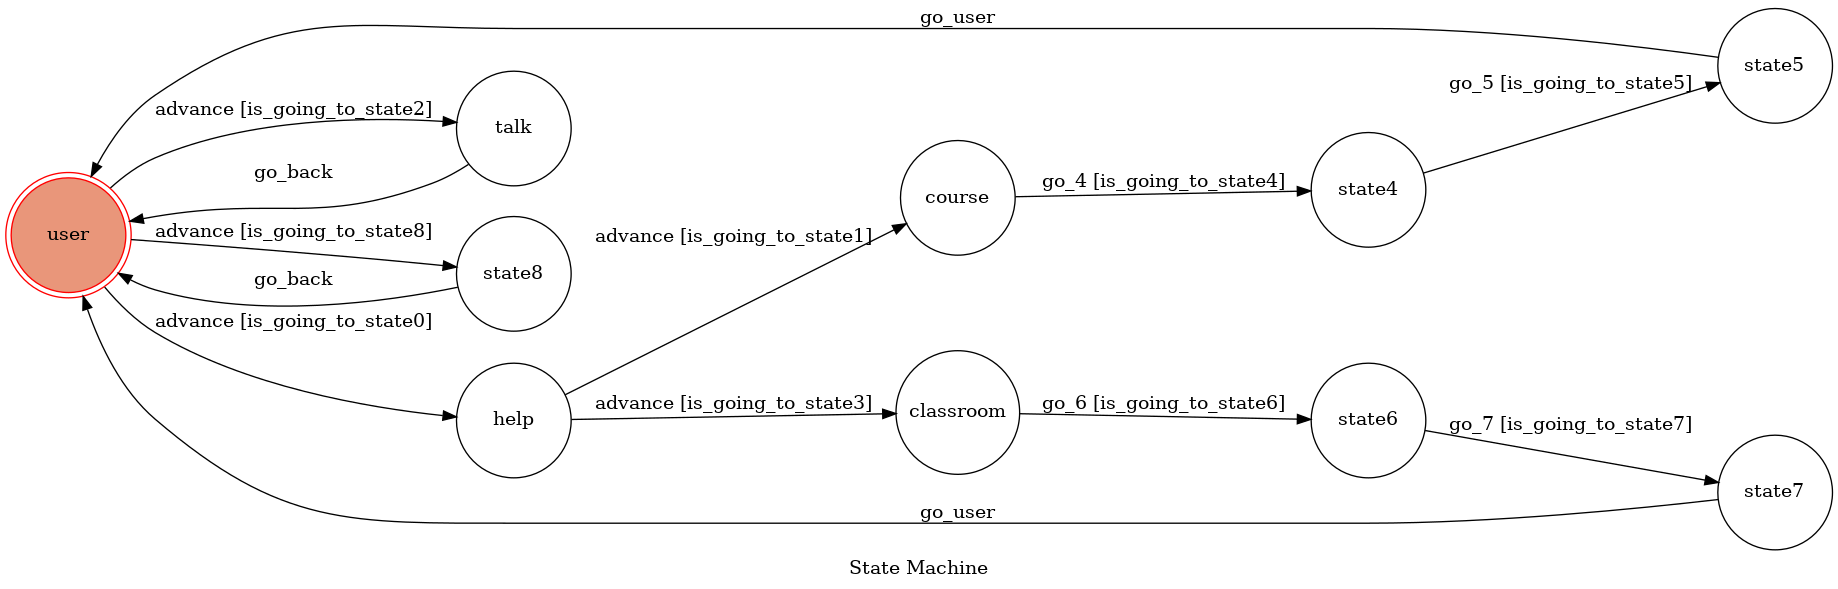 go_user
state5
go_5 [is_going_to_state5]
advance [is_going_to_state2]
talk
go_back
user
advance [is_going_to_state8]
state8
go_back
advance [is_going_to_state0]
help
advance [is_going_to_state1]
course
go_4 [is_going_to_state4]
state4
advance [is_going_to_state3]
classroom
go_6 [is_going_to_state6]
state6
go_7 [is_going_to_state7]
state7
go_user
State Machine